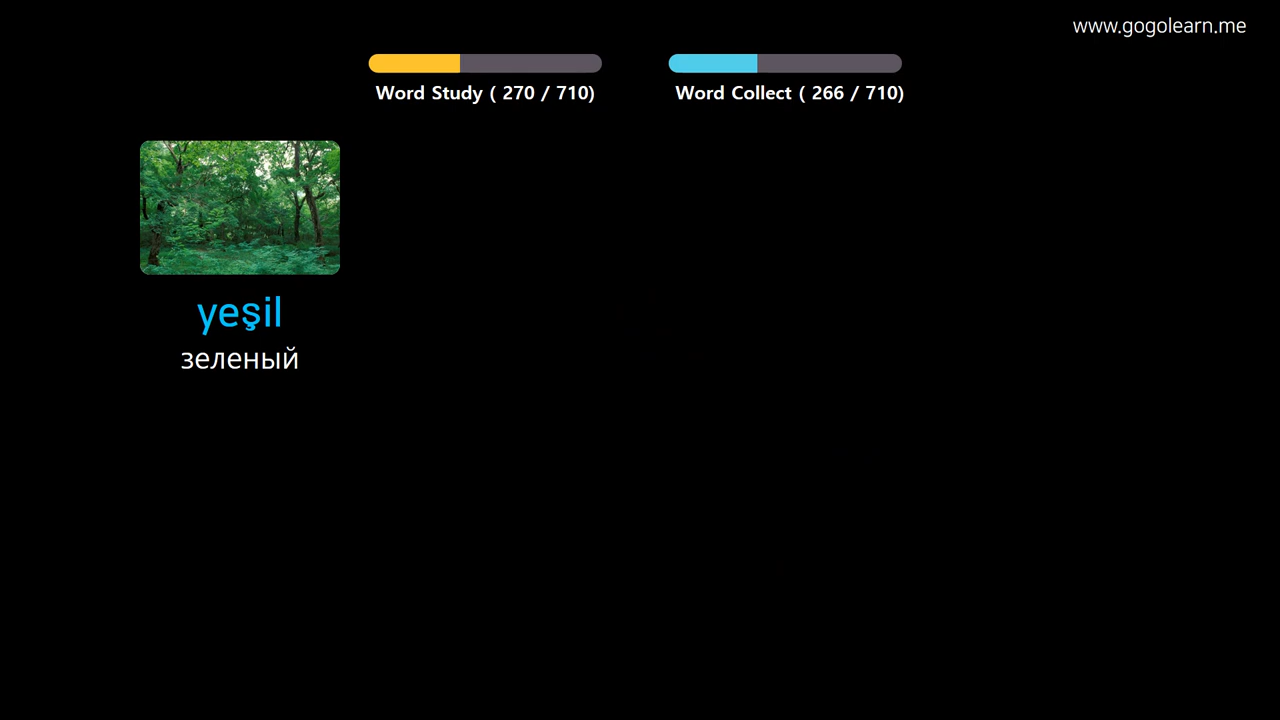 www.gogolearn.me
Word Study ( 270 / 710)
Word Collect ( 266 / 710)
yeşil
зеленый